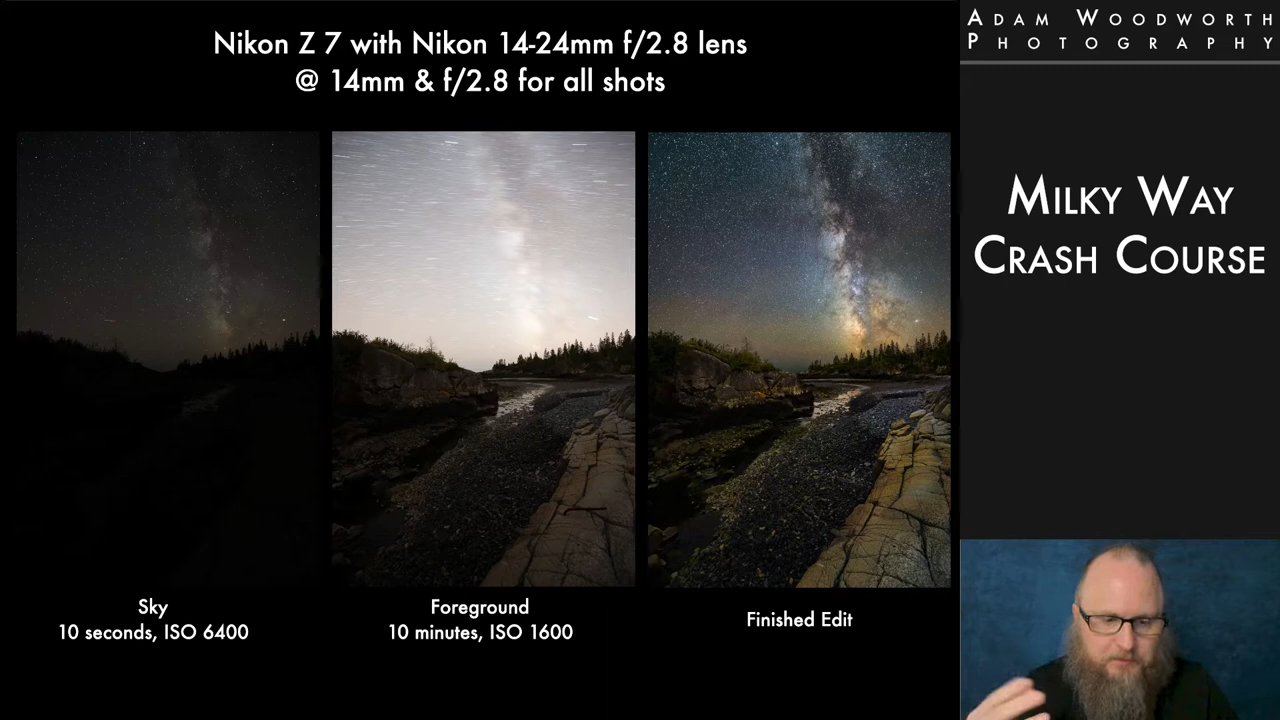 Nikon Z 7 with Nikon 14-24mm f/2.8 lens
@ 14mm & f/2.8 for all shots
Sky
10 seconds, ISO 6400
Foreground
10 minutes, ISO 1600
Finished Edit
ADAM WOODWORTH
PHOTOGRAPHY
MILKY WAY
CRASH COURSE